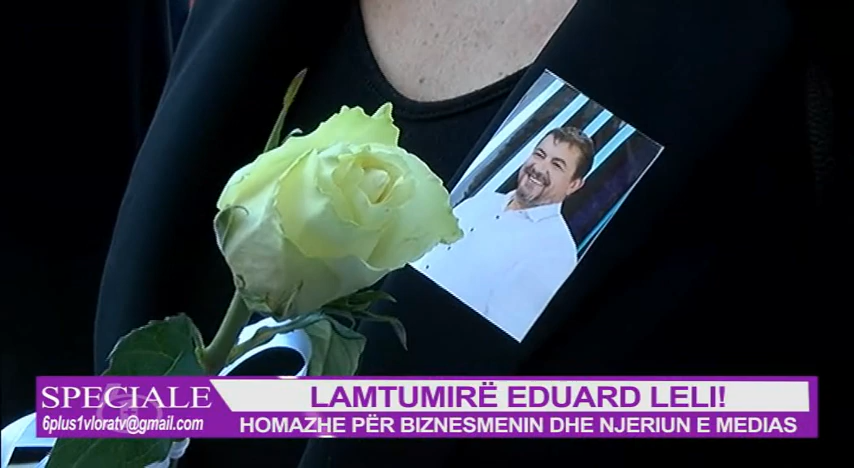 SPECIALE
6plus1vloratv@gmail.com
LAMTUMIRË EDUARD LELI!
HOMAZHE PËR BIZNESMENIN DHE NJERIUN E MEDIAS